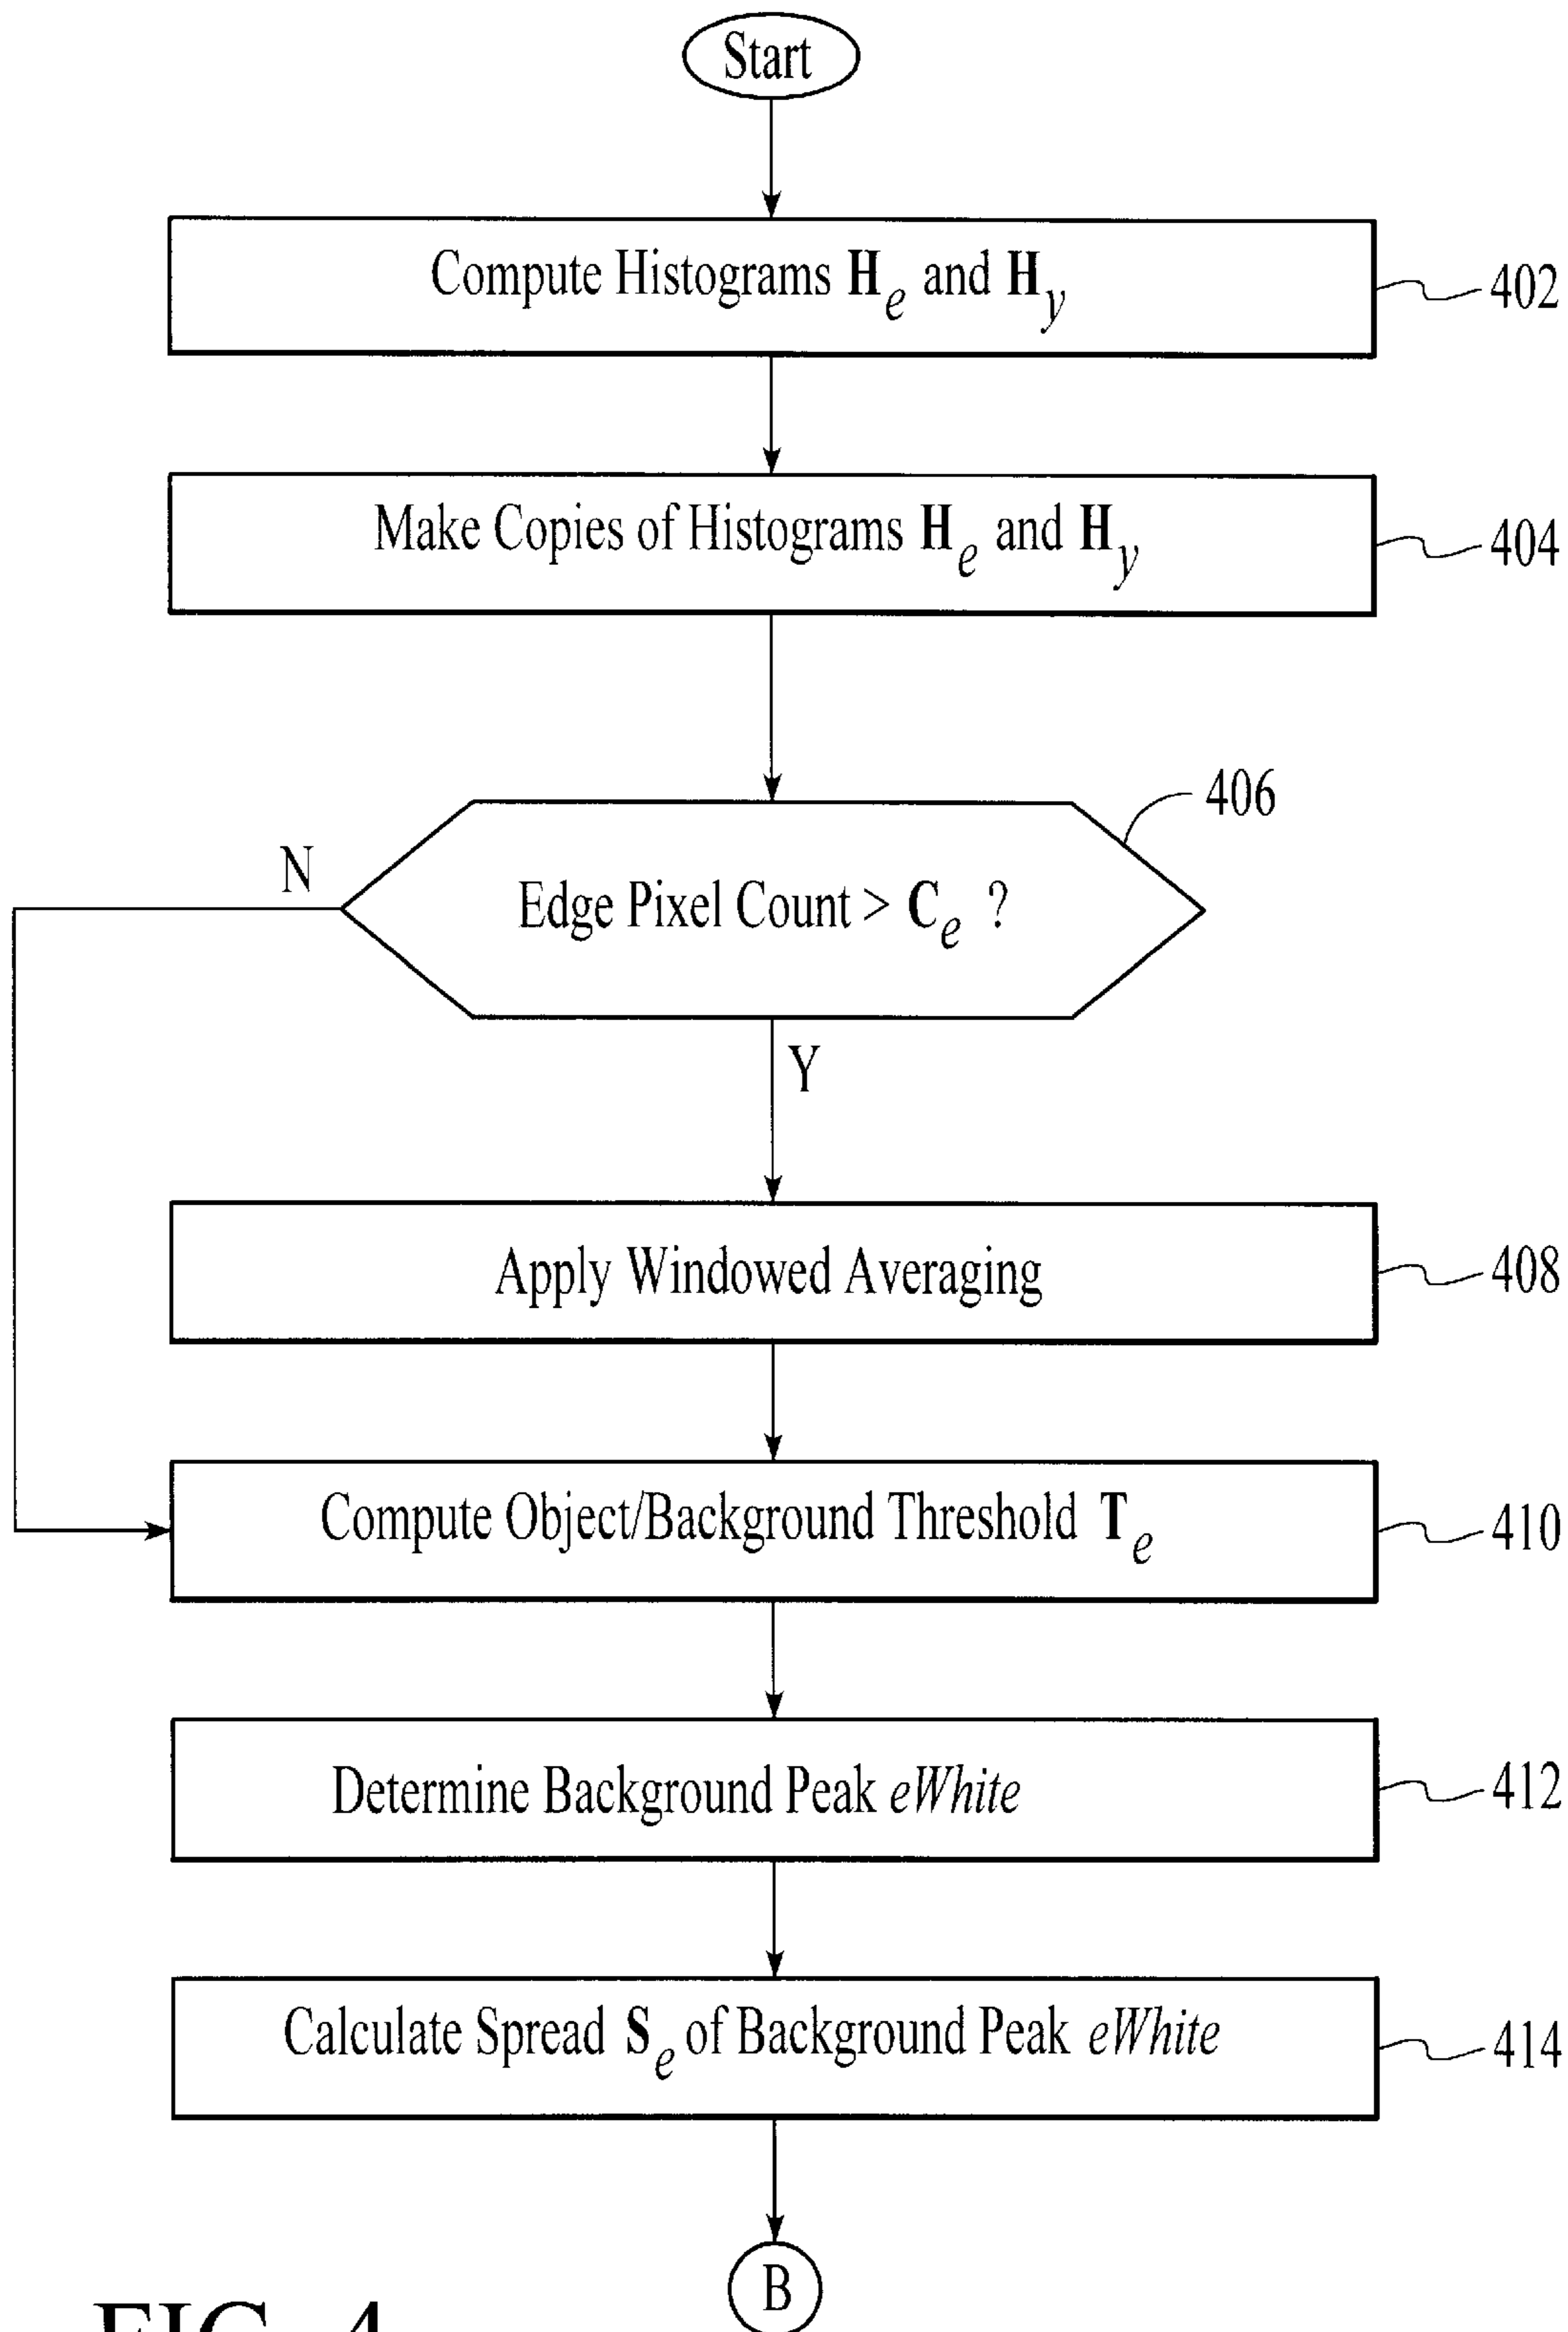 Start
Compute Histograms He and Hy
402
Make Copies of Histograms He and Hy
404
406
N
Edge Pixel Count > Ce ?
Y
Apply Windowed Averaging
408
Compute Object/Background Threshold Te
410
Determine Background Peak eWhite
412
Calculate Spread Se of Background Peak eWhite
414
B
FIG. 4